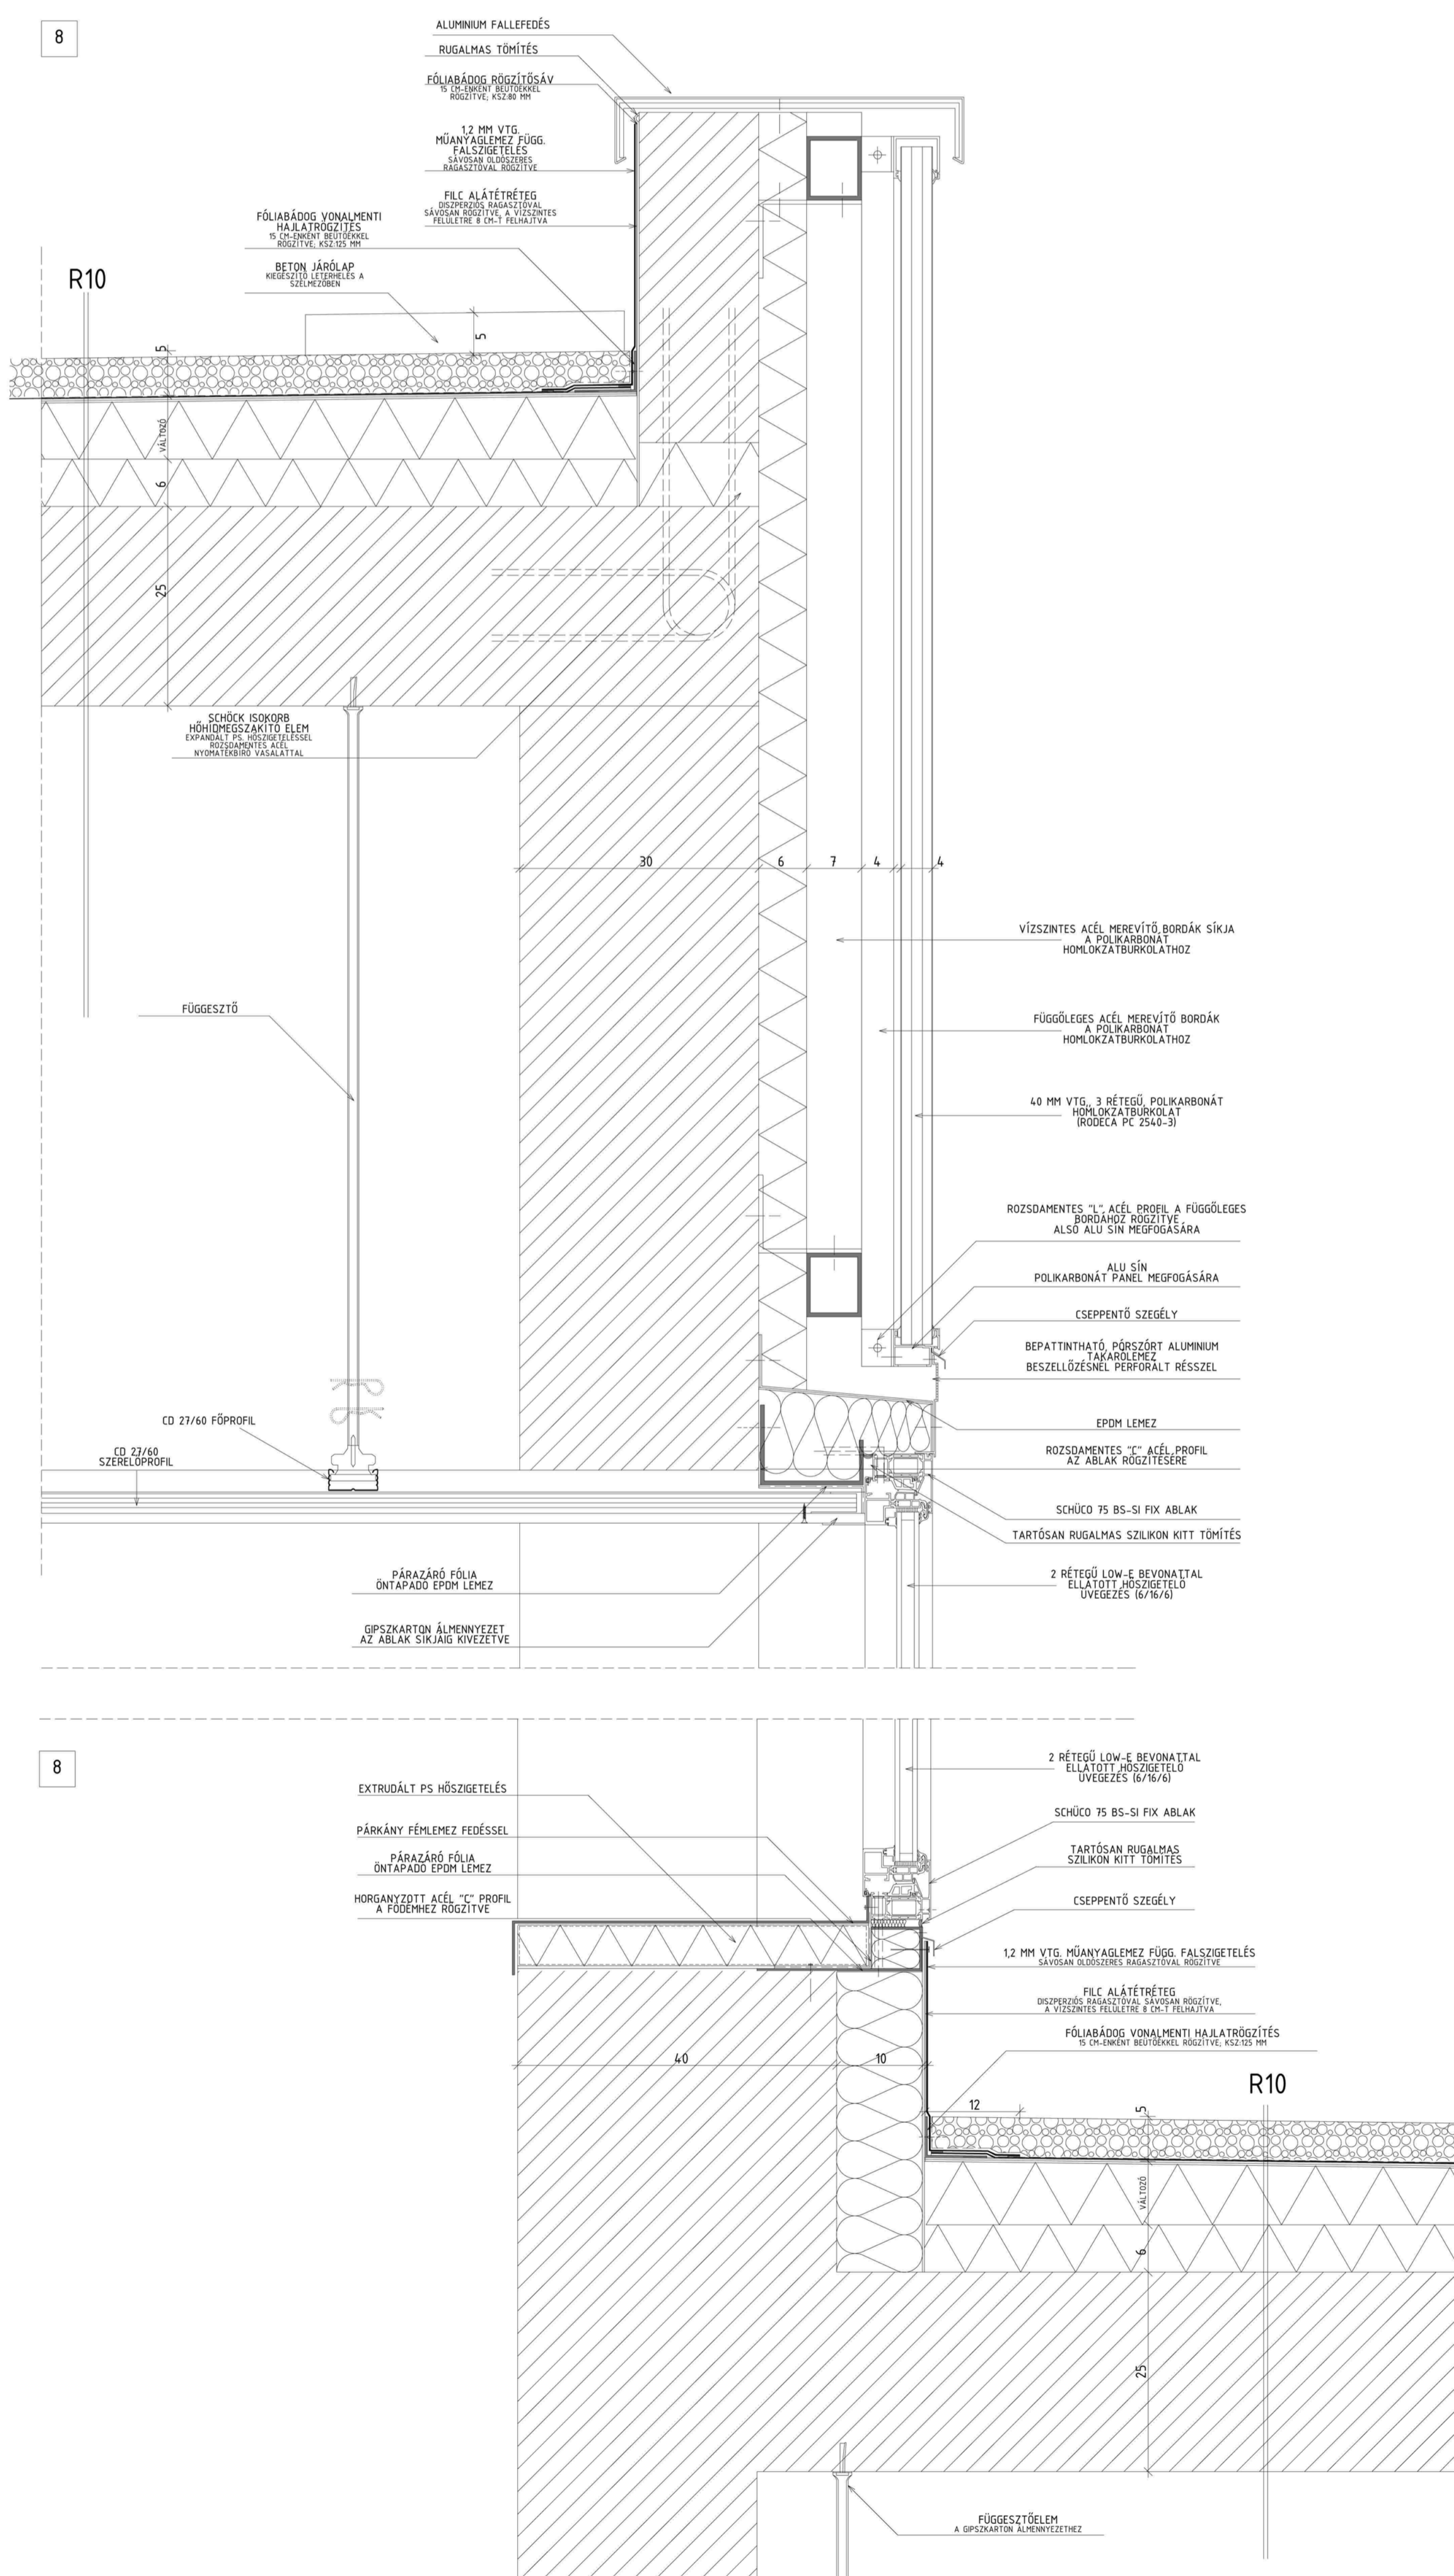 8
ALUMINIUM FALLEFEDÉS
RUGALMAS TÖMÍTÉS
FÓLIABÁDOG RÖGZÍTŐSÁV
15 CM-ENKÉNT BEÜTŐÉKKEL
RÖGZÍTVE; KSZ:80 MM
1,2 MM VTG.
MŰANYAGLEMEZ FÜGG.
FALSZIGETELÉS
SÁVOSAN OLDÓSZERES
RAGASZTÓVAL RÖGZÍTVE
FILC ALÁTÉTRÉTEG
DISZPERZIÓS RAGASZTÓVAL
SÁVOSAN RÖGZÍTVE, A VÍZSZINTES
FELÜLETRE 8 CM-T FELHAJTVA
FÓLIABÁDOG VONALMENTI
HAJLATRÖGZÍTÉS
15 CM-ENKÉNT BEÜTŐÉKKEL
RÖGZÍTVE; KSZ:125 MM
BETON JÁRÓLAP
KIEGÉSZÍTŐ LETERHELÉS A
SZÉLMEZŐBEN
R10
5
5
VÁLTOZÓ
6
25
SCHÖCK ISOKORB
HŐHÍDMEGSZAKÍTÓ ELEM
EXPANDÁLT PS. HŐSZIGETELÉSSEL
ROZSDAMENTES ACÉL
NYOMATÉKBÍRÓ VASALATTAL
30
6
7
4
4
VÍZSZINTES ACÉL MEREVÍTŐ BORDÁK SÍKJA
A POLIKARBONÁT
HOMLOKZATBURKOLATHOZ
FÜGGESZTŐ
FÜGGŐLEGES ACÉL MEREVÍTŐ BORDÁK
A POLIKARBONÁT
HOMLOKZATBURKOLATHOZ
40 MM VTG., 3 RÉTEGŰ, POLIKARBONÁT
HOMLOKZATBURKOLAT
(RODECA PC 2540-3)
ROZSDAMENTES "L" ACÉL PROFIL A FÜGGŐLEGES
BORDÁHOZ RÖGZÍTVE
ALSÓ ALU SÍN MEGFOGÁSÁRA
ALU SÍN
POLIKARBONÁT PANEL MEGFOGÁSÁRA
CSEPPENTŐ SZEGÉLY
BEPATTINTHATÓ, PORSZÓRT ALUMINIUM
TAKARÓLEMEZ
BESZELLŐZÉSNÉL PERFORÁLT RÉSSZEL
EPDM LEMEZ
CD 27/60 FŐPROFIL
CD 27/60
SZERELŐPROFIL
ROZSDAMENTES "C" ACÉL PROFIL
AZ ABLAK RÖGZÍTÉSÉRE
SCHÜCO 75 BS-SI FIX ABLAK
TARTÓSAN RUGALMAS SZILIKON KITT TÖMÍTÉS
PÁRAZÁRÓ FÓLIA
ÖNTAPADÓ EPDM LEMEZ
2 RÉTEGŰ LOW-E BEVONATTAL
ELLÁTOTT HŐSZIGETELŐ
ÜVEGEZÉS (6/16/6)
GIPSZKARTON ÁLMENNYEZET
AZ ABLAK SÍKJÁIG KIVEZETVE
8
2 RÉTEGŰ LOW-E BEVONATTAL
ELLÁTOTT HŐSZIGETELŐ
ÜVEGEZÉS (6/16/6)
EXTRUDÁLT PS HŐSZIGETELÉS
SCHÜCO 75 BS-SI FIX ABLAK
PÁRKÁNY FÉMLEMEZ FEDÉSSEL
TARTÓSAN RUGALMAS
SZILIKON KITT TÖMÍTÉS
PÁRAZÁRÓ FÓLIA
ÖNTAPADÓ EPDM LEMEZ
HORGANYZOTT ACÉL "C" PROFIL
A FÖDÉMHEZ RÖGZÍTVE
CSEPPENTŐ SZEGÉLY
1,2 MM VTG. MŰANYAGLEMEZ FÜGG. FALSZIGETELÉS
SÁVOSAN OLDÓSZERES RAGASZTÓVAL RÖGZÍTVE
FILC ALÁTÉTRÉTEG
DISZPERZIÓS RAGASZTÓVAL SÁVOSAN RÖGZÍTVE,
A VÍZSZINTES FELÜLETRE 8 CM-T FELHAJTVA
FÓLIABÁDOG VONALMENTI HAJLATRÖGZÍTÉS
15 CM-ENKÉNT BEÜTŐÉKKEL RÖGZÍTVE; KSZ:125 MM
40
10
R10
12
5
VÁLTOZÓ
6
25
FÜGGESZTŐELEM
A GIPSZKARTON ÁLMENNYEZETHEZ